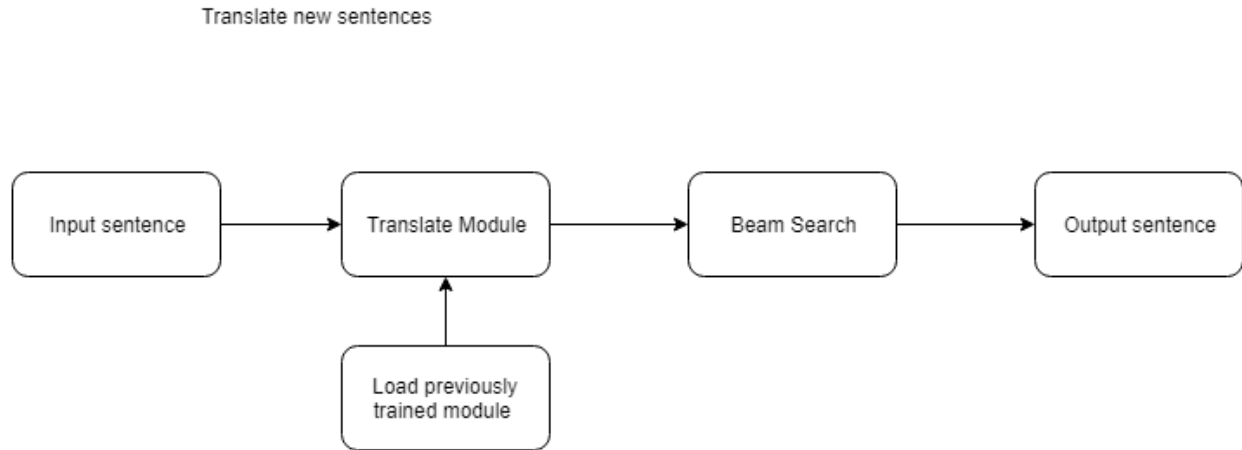 Translate new sentences
Input sentence
Translate Module
Beam Search
Output sentence
Load previously
trained module